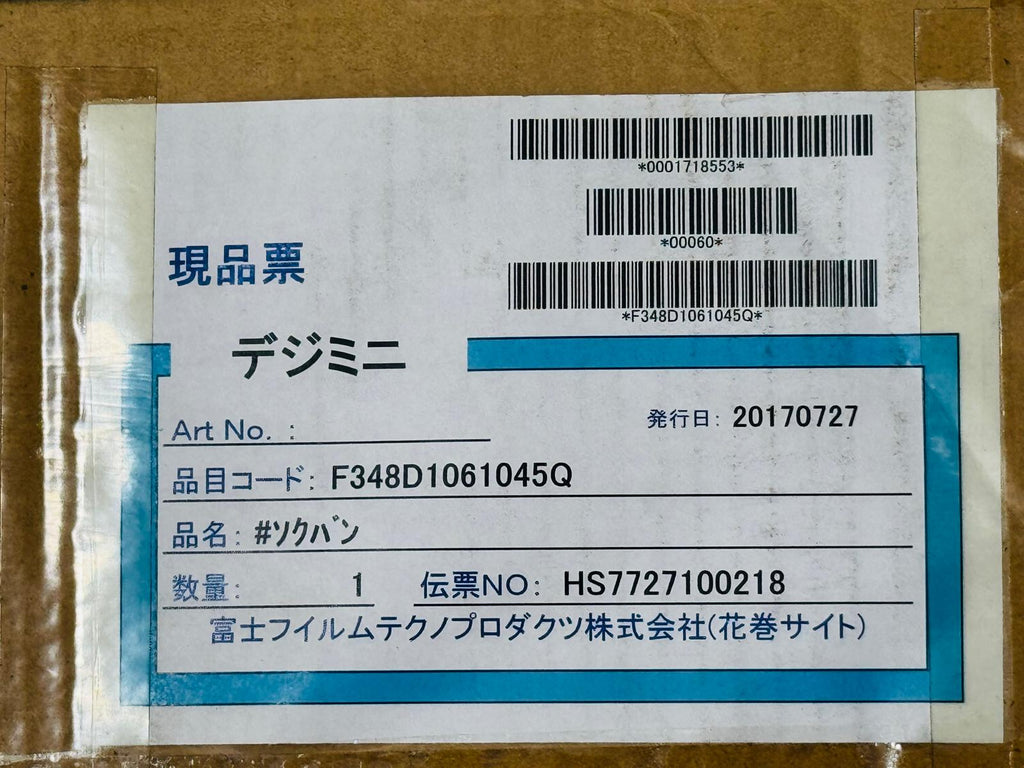 *0001718553*
*00060*
現品票
*F348D1061045Q*
デジミニ
Art No. :
発行日: 20170727
品目コード: F348D1061045Q
品名: #ソクバン
数量: 1 伝票NO: HS7727100218
富士フイルムテクノプロダクツ株式会社(花巻サイト)